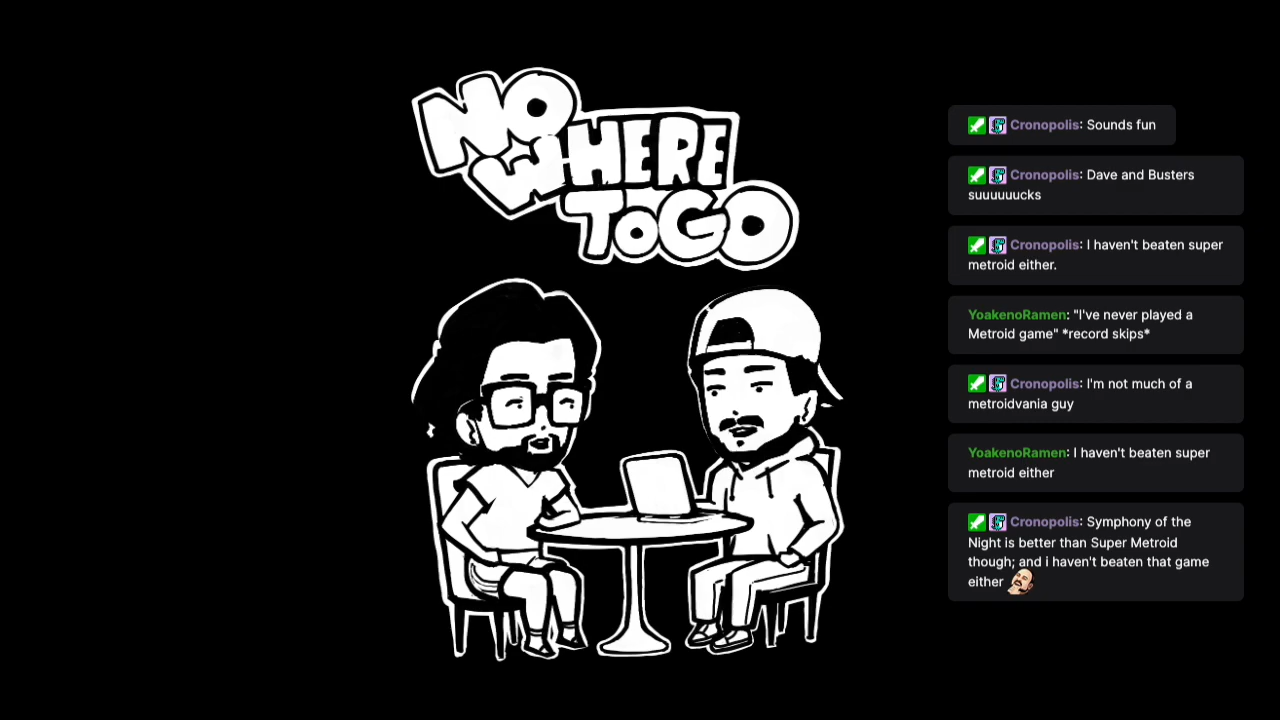 NO
WHERE
TO GO
Cronopolis: Sounds fun
Cronopolis: Dave and Busters
suuuuuucks
Cronopolis: I haven't beaten super
metroid either.
YoakenoRamen: "I've never played a
Metroid game" *record skips*
Cronopolis: I'm not much of a
metroidvania guy
YoakenoRamen: I haven't beaten super
metroid either
Cronopolis: Symphony of the
Night is better than Super Metroid
though; and i haven't beaten that game
either